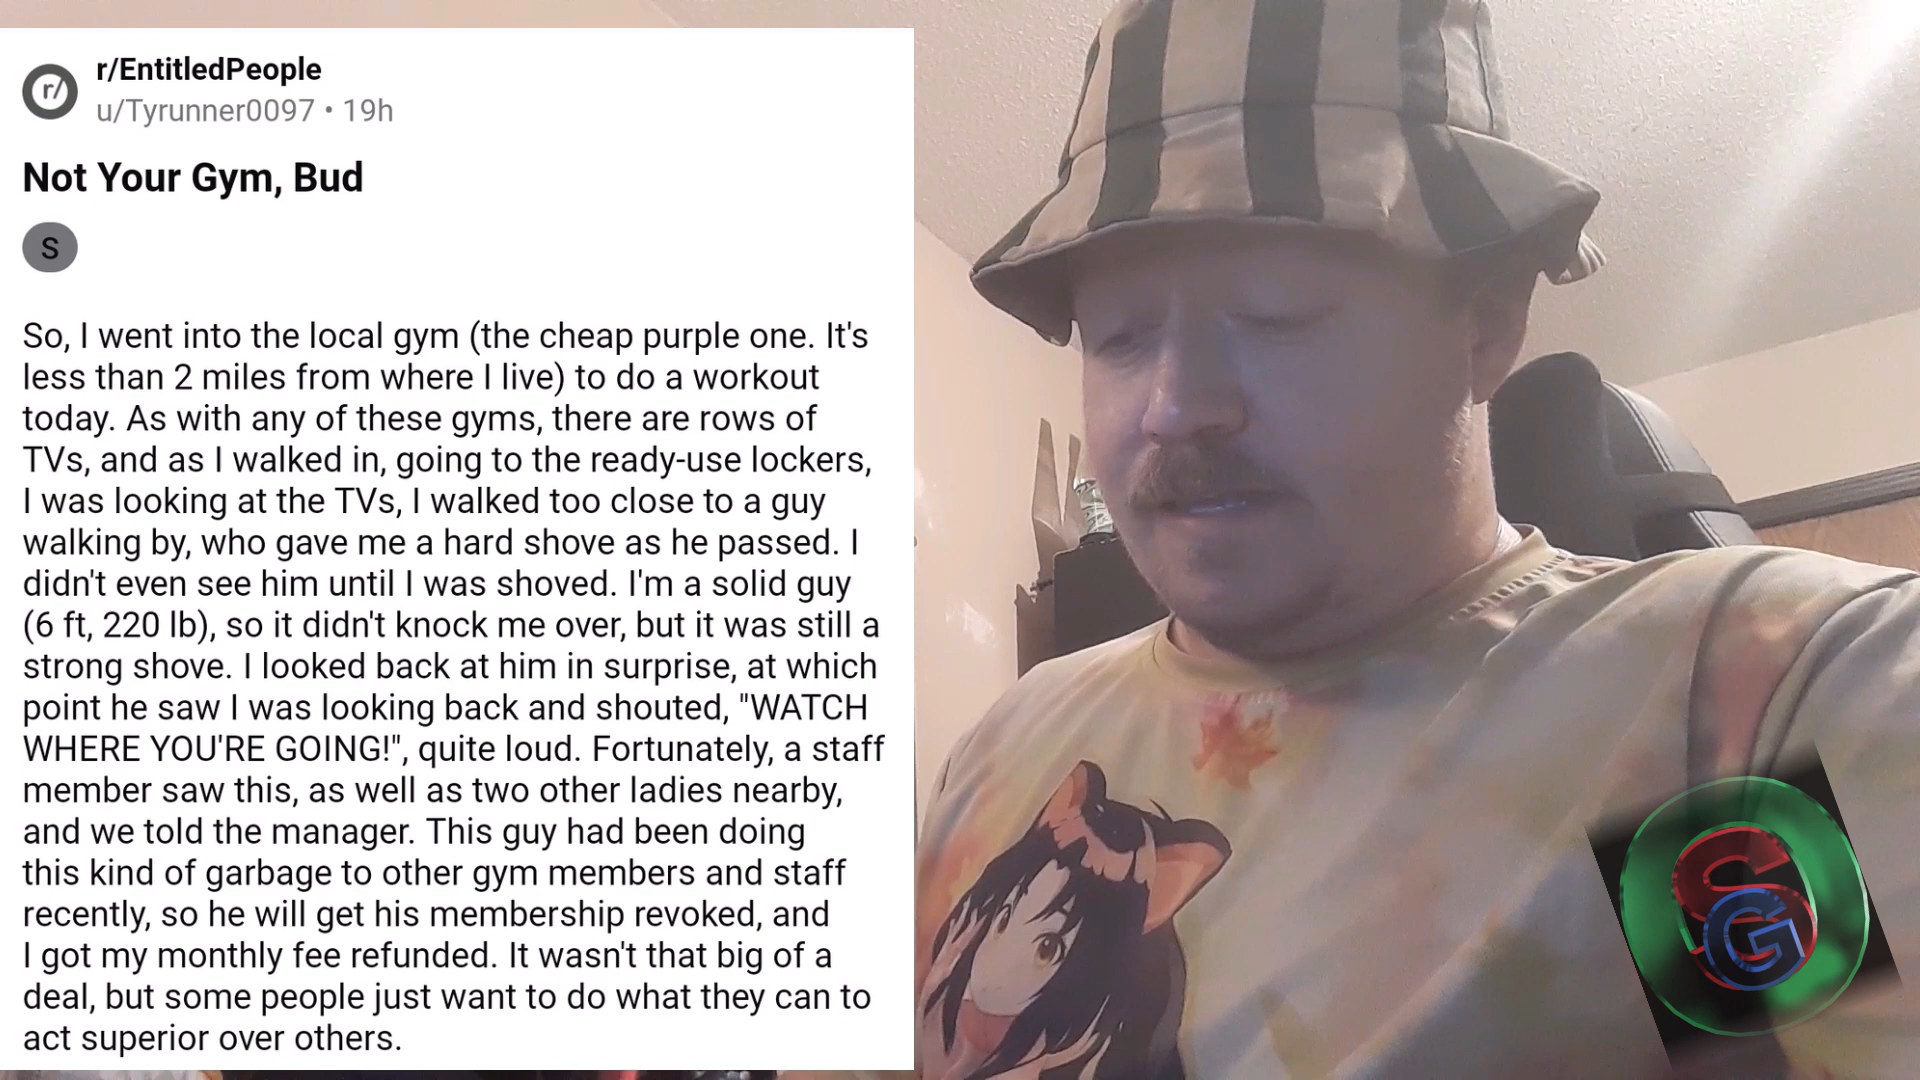 r/
r/EntitledPeople
u/Tyrunner0097 • 19h
Not Your Gym, Bud
S
So, I went into the local gym (the cheap purple one. It's
less than 2 miles from where I live) to do a workout
today. As with any of these gyms, there are rows of
TVs, and as I walked in, going to the ready-use lockers,
I was looking at the TVs, I walked too close to a guy
walking by, who gave me a hard shove as he passed. I
didn't even see him until I was shoved. I'm a solid guy
(6 ft, 220 lb), so it didn't knock me over, but it was still a
strong shove. I looked back at him in surprise, at which
point he saw I was looking back and shouted, "WATCH
WHERE YOU'RE GOING!", quite loud. Fortunately, a staff
member saw this, as well as two other ladies nearby,
and we told the manager. This guy had been doing
this kind of garbage to other gym members and staff
recently, so he will get his membership revoked, and
I got my monthly fee refunded. It wasn't that big of a
deal, but some people just want to do what they can to
act superior over others.
SG